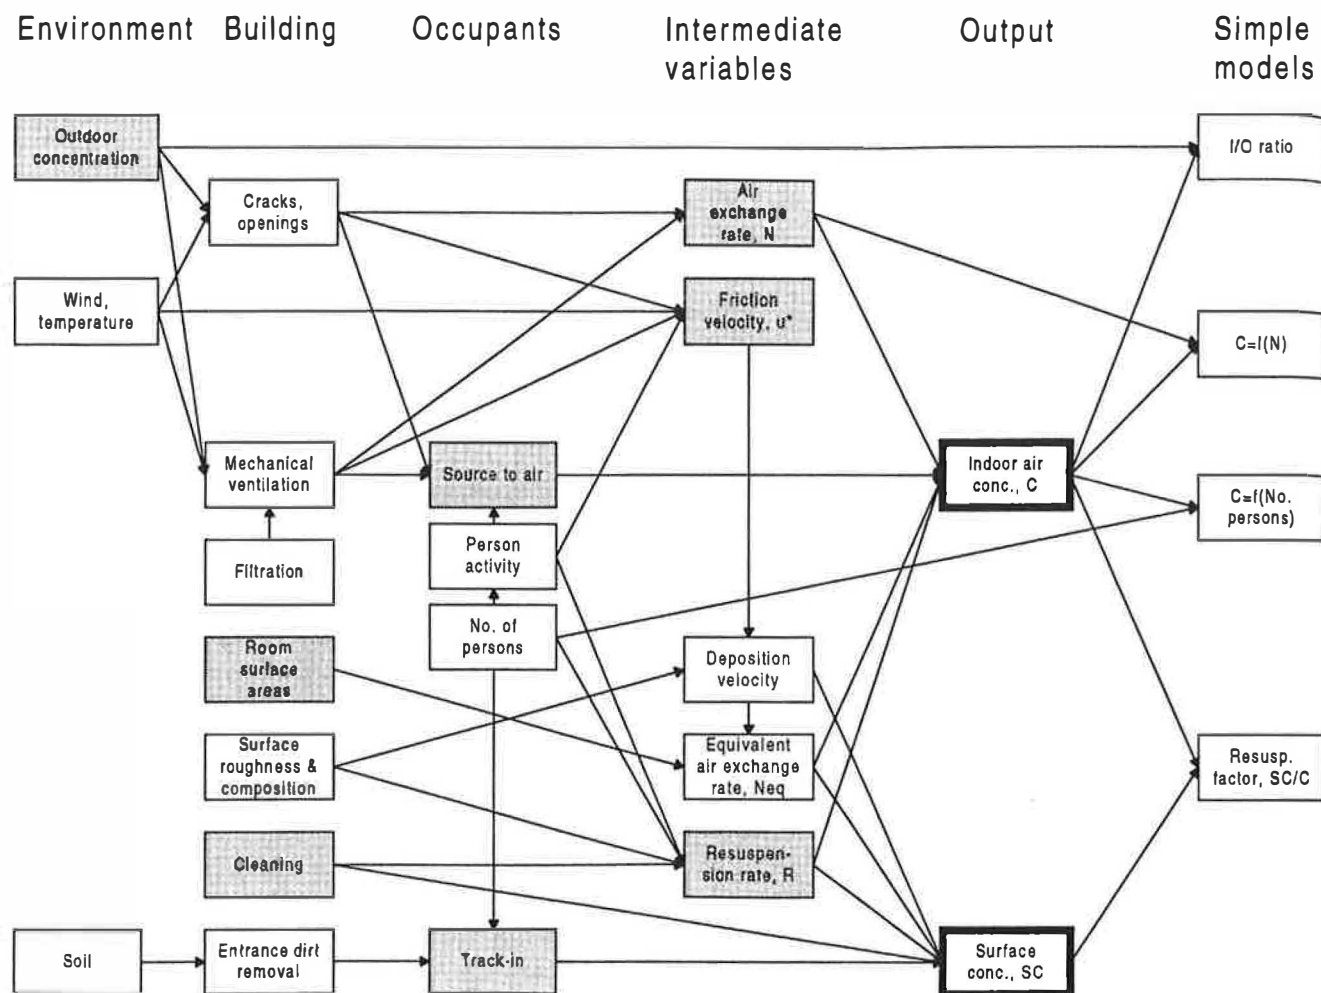 Environment
Building
Occupants
Intermediate
variables
Output
Simple
models
Outdoor
concentration
Cracks,
openings
Air
exchange
rate, N
I/O ratio
Wind,
temperature
Friction
velocity, u*
C=f(N)
Mechanical
ventilation
Source to air
Indoor air
conc., C
C=f(No.
persons)
Filtration
Person
activity
No. of
persons
Room
surface
areas
Deposition
velocity
Surface
roughness &
composition
Equivalent
air exchange
rate, Neq
Resusp.
factor, SC/C
Cleaning
Resuspen-
sion rate, R
Soil
Entrance dirt
removal
Track-in
Surface
conc., SC